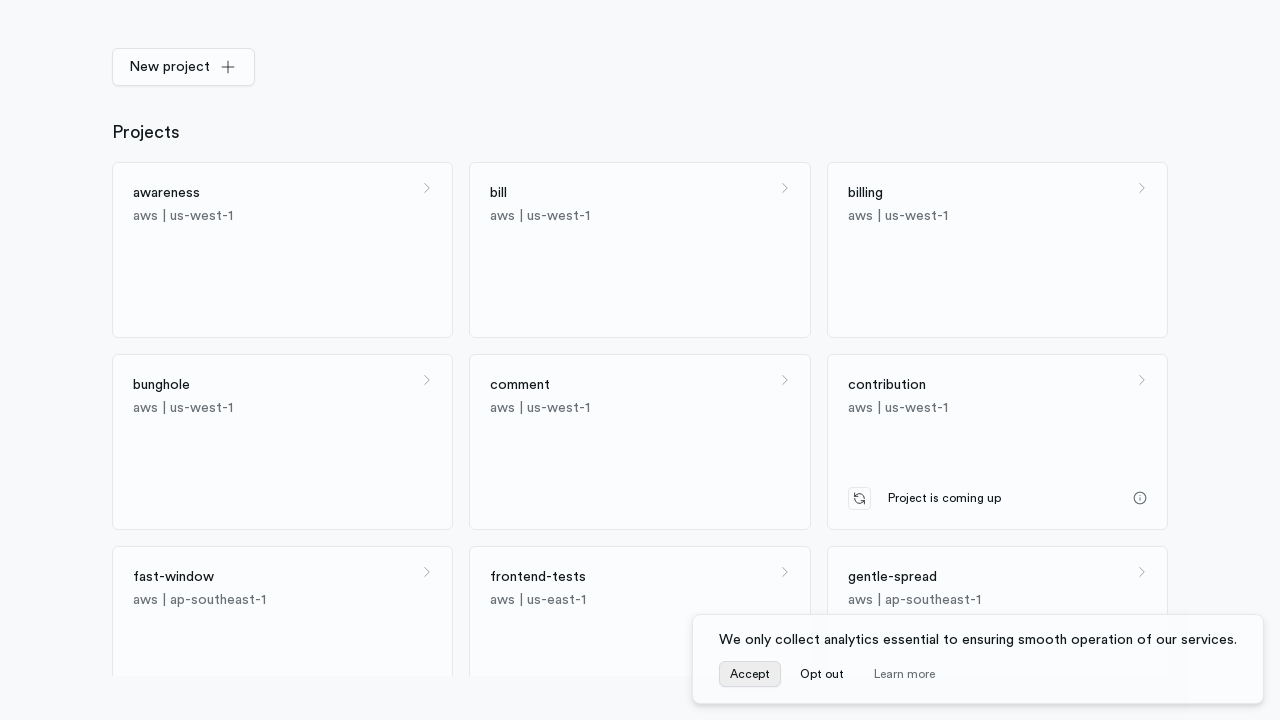 New project
Projects
awareness
aws | us-west-1
bill
aws | us-west-1
billing
aws | us-west-1
bunghole
aws | us-west-1
comment
aws | us-west-1
contribution
aws | us-west-1
Project is coming up
fast-window
aws | ap-southeast-1
frontend-tests
aws | us-east-1
gentle-spread
aws | ap-southeast-1
We only collect analytics essential to ensuring smooth operation of our services.
Accept
Opt out
Learn more